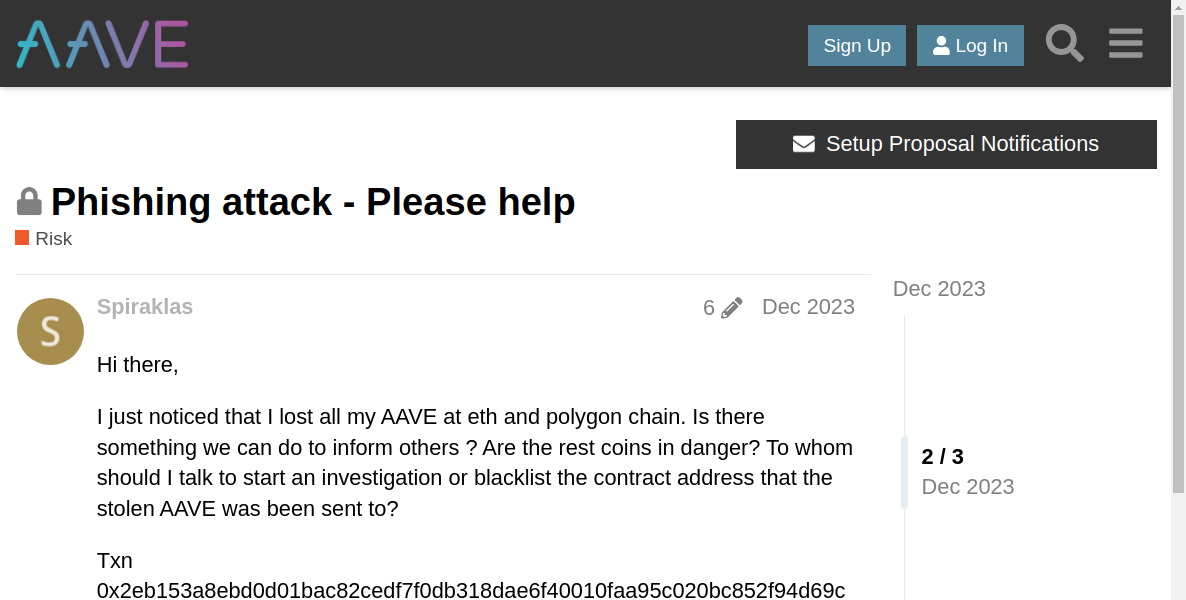 AAVE
Sign Up
Log In
Setup Proposal Notifications
Phishing attack - Please help
Risk
Dec 2023
S
Spiraklas
6
Dec 2023
Hi there,
I just noticed that I lost all my AAVE at eth and polygon chain. Is there
something we can do to inform others ? Are the rest coins in danger? To whom
should I talk to start an investigation or blacklist the contract address that the
stolen AAVE was been sent to?
2 / 3
Dec 2023
Txn
0x2eb153a8ebd0d01bac82cedf7f0db318dae6f40010faa95c020bc852f94d69c